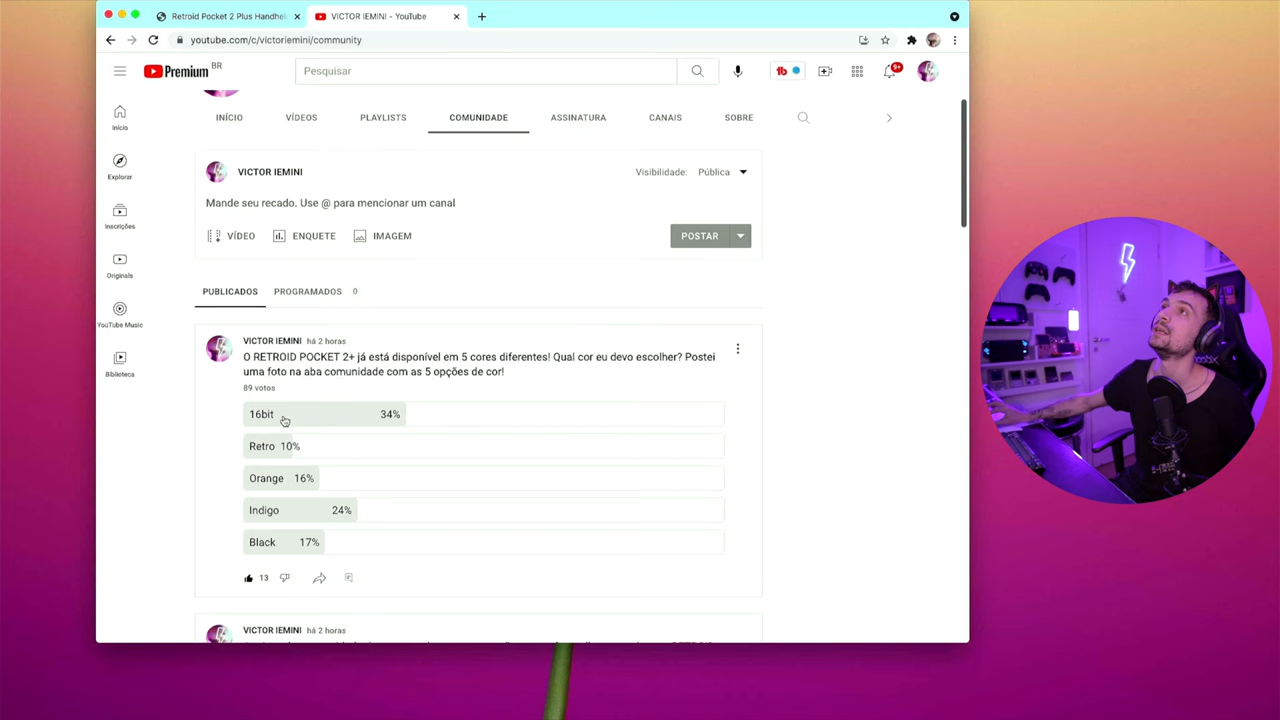 Retroid Pocket 2 Plus Handhel
VICTOR IEMINI - YouTube
youtube.com/c/victoriemini/community
Premium BR
Pesquisar
9+
INÍCIO VÍDEOS PLAYLISTS COMUNIDADE ASSINATURA CANAIS SOBRE
Início
Explorar
Inscrições
Originals
YouTube Music
Biblioteca
VICTOR IEMINI
Visibilidade: Pública
Mande seu recado. Use @ para mencionar um canal
VÍDEO ENQUETE IMAGEM
POSTAR
PUBLICADOS PROGRAMADOS 0
VICTOR IEMINI há 2 horas
O RETROID POCKET 2+ já está disponível em 5 cores diferentes! Qual cor eu devo escolher? Postei
uma foto na aba comunidade com as 5 opções de cor!
89 votos
16bit 34%
Retro 10%
Orange 16%
Indigo 24%
Black 17%
13
VICTOR IEMINI há 2 horas